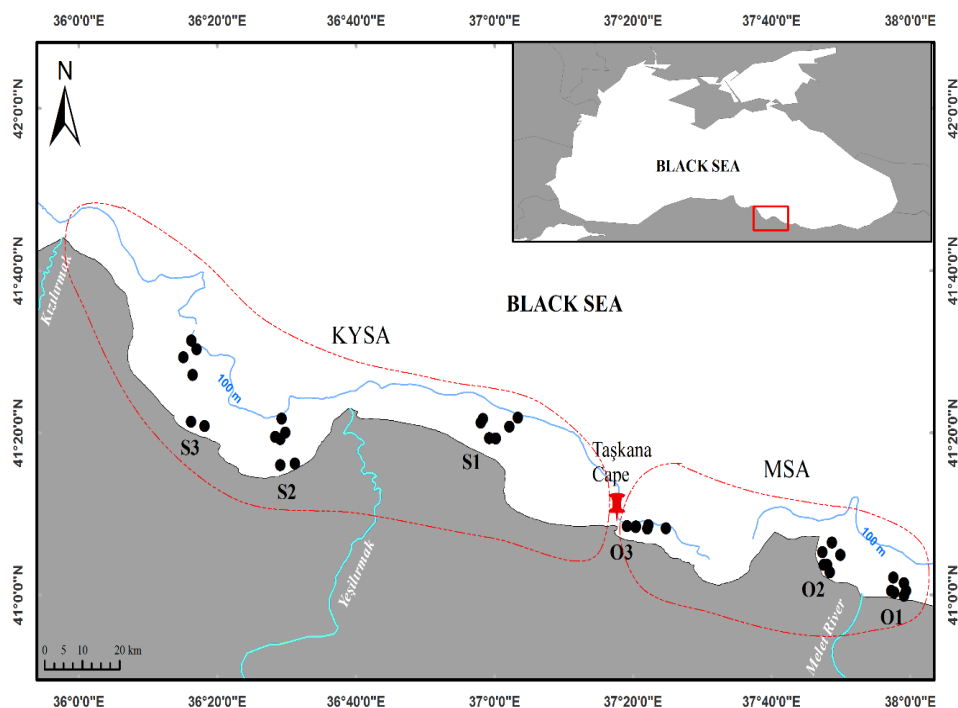 36°0'0"E 36°20'0"E 36°40'0"E 37°0'0"E 37°20'0"E 37°40'0"E 38°0'0"E
42°0'0"N
42°0'0"N
N
BLACK SEA
41°40'0"N
41°40'0"N
Kızılırmak
BLACK SEA
KYSA
100 m
41°20'0"N
41°20'0"N
S3
S2
S1
Taşkana
Cape
MSA
100 m
O3
O2
O1
Yeşilırmak
Melet River
41°0'0"N
41°0'0"N
0 5 10 20 km
36°0'0"E 36°20'0"E 36°40'0"E 37°0'0"E 37°20'0"E 37°40'0"E 38°0'0"E